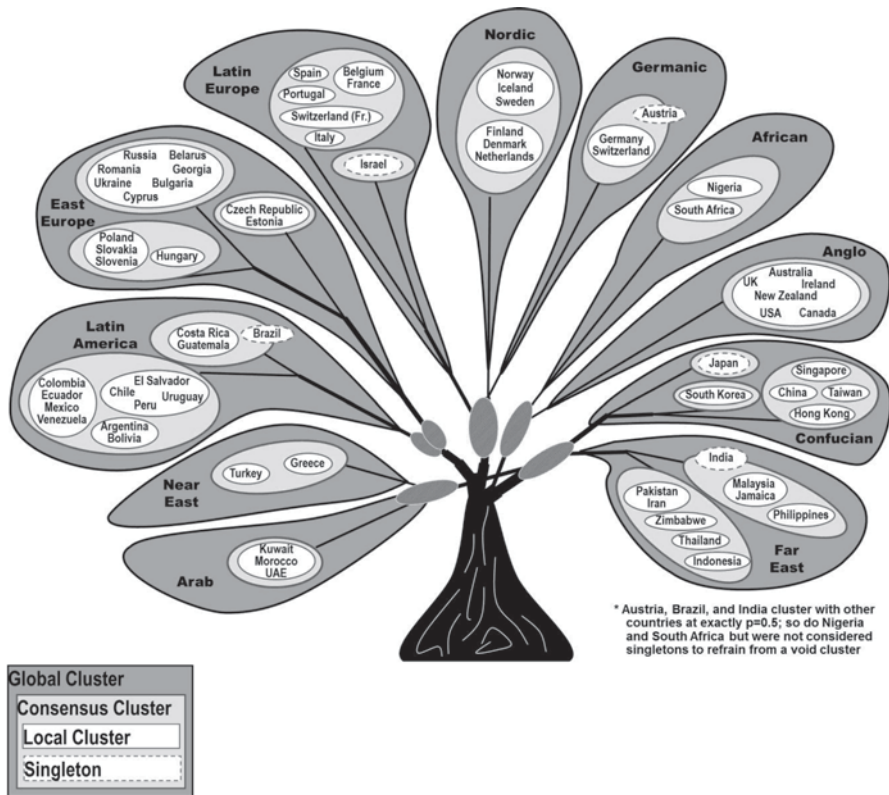 Nordic
Norway
Iceland
Sweden
Finland
Denmark
Netherlands
Latin
Europe
Spain
Belgium
France
Portugal
Switzerland (Fr.)
Italy
Israel
Germanic
Austria
Germany
Switzerland
African
Nigeria
South Africa
East
Europe
Russia Belarus
Romania Georgia
Ukraine Bulgaria
Cyprus
Czech Republic
Estonia
Poland
Slovakia
Slovenia
Hungary
Anglo
Australia
UK Ireland
New Zealand
USA Canada
Latin
America
Costa Rica
Guatemala
Brazil
Colombia
Ecuador
Mexico
Venezuela
El Salvador
Chile Uruguay
Peru
Argentina
Bolivia
Confucian
Japan
South Korea
Singapore
China
Taiwan
Hong Kong
Near
East
Turkey
Greece
Far
East
India
Malaysia
Jamaica
Philippines
Pakistan
Iran
Zimbabwe
Thailand
Indonesia
Arab
Kuwait
Morocco
UAE
* Austria, Brazil, and India cluster with other
countries at exactly p=0.5; so do Nigeria
and South Africa but were not considered
singletons to refrain from a void cluster
Global Cluster
Consensus Cluster
Local Cluster
Singleton